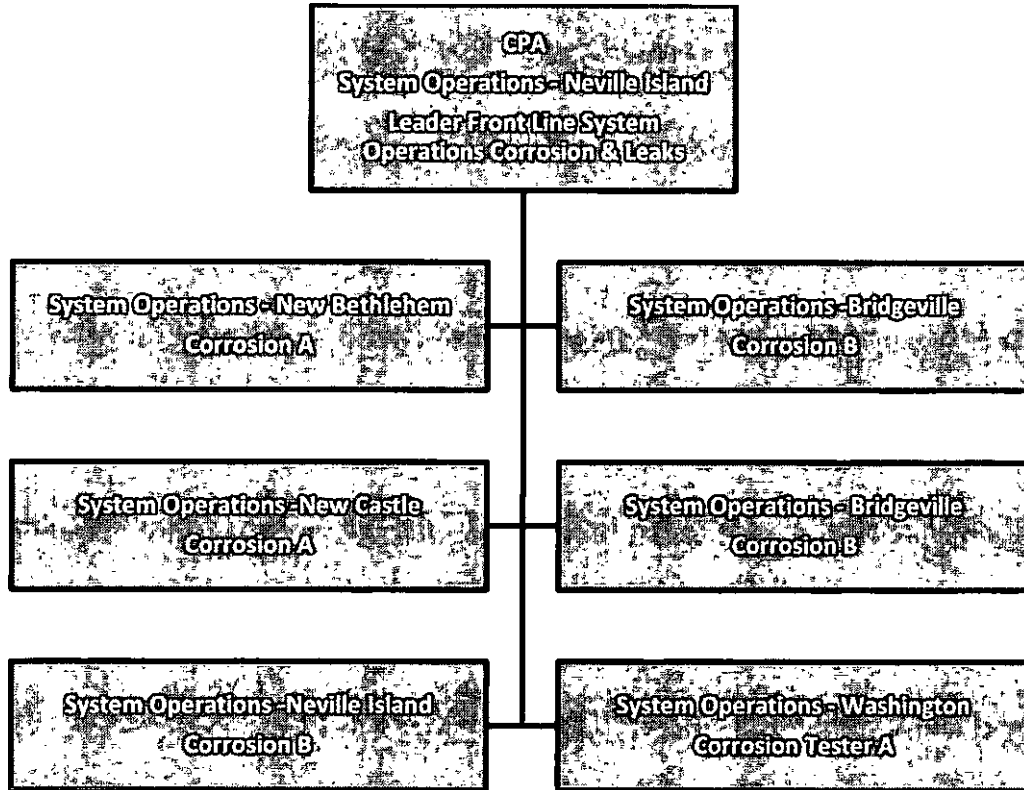 CPA
System Operations - Neville Island
Leader Front Line System
Operations Corrosion & Leaks
System Operations - New Bethlehem
Corrosion A
System Operations -Bridgeville
Corrosion B
System Operations -New Castle
Corrosion A
System Operations - Bridgeville
Corrosion B
System Operations -Neville Island
Corrosion B
System Operations - Washington
Corrosion Tester A